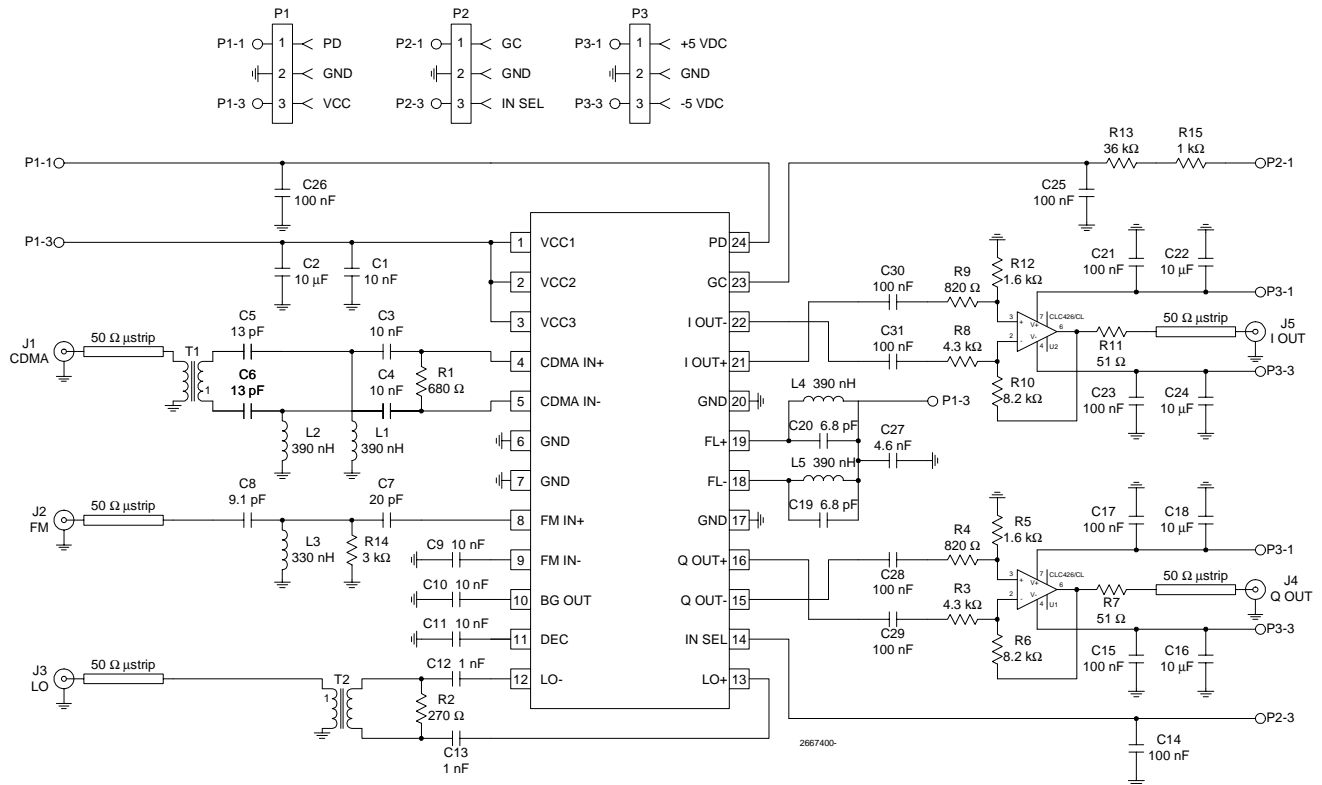 P1
P2
P3
P1-1 1 PD
2 GND
P1-3 3 VCC
P2-1 1 GC
2 GND
P2-3 3 IN SEL
P3-1 1 +5 VDC
2 GND
P3-3 3 -5 VDC
P1-1
C26
100 nF
P1-3
C2
10 µF
C1
10 nF
J1
CDMA
50 Ω µstrip
T1
1
C5
13 pF
C6
13 pF
C3
10 nF
C4
10 nF
R1
680 Ω
L2
390 nH
L1
390 nH
J2
FM
50 Ω µstrip
C8
9.1 pF
C7
20 pF
L3
330 nH
R14
3 kΩ
C9 10 nF
C10 10 nF
C11 10 nF
J3
LO
50 Ω µstrip
T2
1
C12 1 nF
R2
270 Ω
C13
1 nF
1 VCC1
2 VCC2
3 VCC3
4 CDMA IN+
5 CDMA IN-
6 GND
7 GND
8 FM IN+
9 FM IN-
10 BG OUT
11 DEC
12 LO-
PD 24
GC 23
I OUT- 22
I OUT+ 21
GND 20
FL+ 19
FL- 18
GND 17
Q OUT+ 16
Q OUT- 15
IN SEL 14
LO+ 13
R13
36 kΩ
R15
1 kΩ
P2-1
C25
100 nF
C30
100 nF
R9
820 Ω
R12
1.6 kΩ
C21
100 nF
C22
10 µF
P3-1
C31
100 nF
R8
4.3 kΩ
3
+
V+
7
CLC426/CL
2
-
V-
4
U2
6
R10
8.2 kΩ
R11
51 Ω
50 Ω µstrip
J5
I OUT
P3-3
C23
100 nF
C24
10 µF
L4 390 nH
P1-3
C20 6.8 pF
C27
4.6 nF
L5 390 nH
C19 6.8 pF
R4
820 Ω
R5
1.6 kΩ
C17
100 nF
C18
10 µF
P3-1
C28
100 nF
R3
4.3 kΩ
C29
100 nF
3
+
V+
7
CLC426/CL
2
-
V-
4
U1
6
R6
8.2 kΩ
R7
51 Ω
50 Ω µstrip
J4
Q OUT
P3-3
C15
100 nF
C16
10 µF
P2-3
C14
100 nF
2667400-